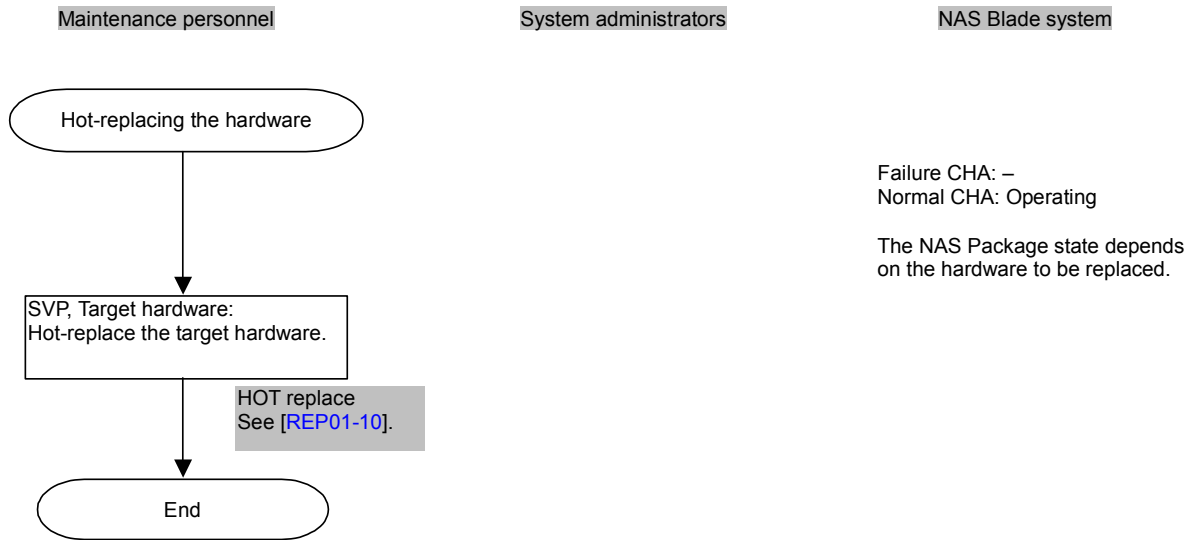 Maintenance personnel
System administrators
NAS Blade system
Hot-replacing the hardware
Failure CHA: –
Normal CHA: Operating
The NAS Package state depends
on the hardware to be replaced.
SVP, Target hardware:
Hot-replace the target hardware.
HOT replace
See [REP01-10].
End